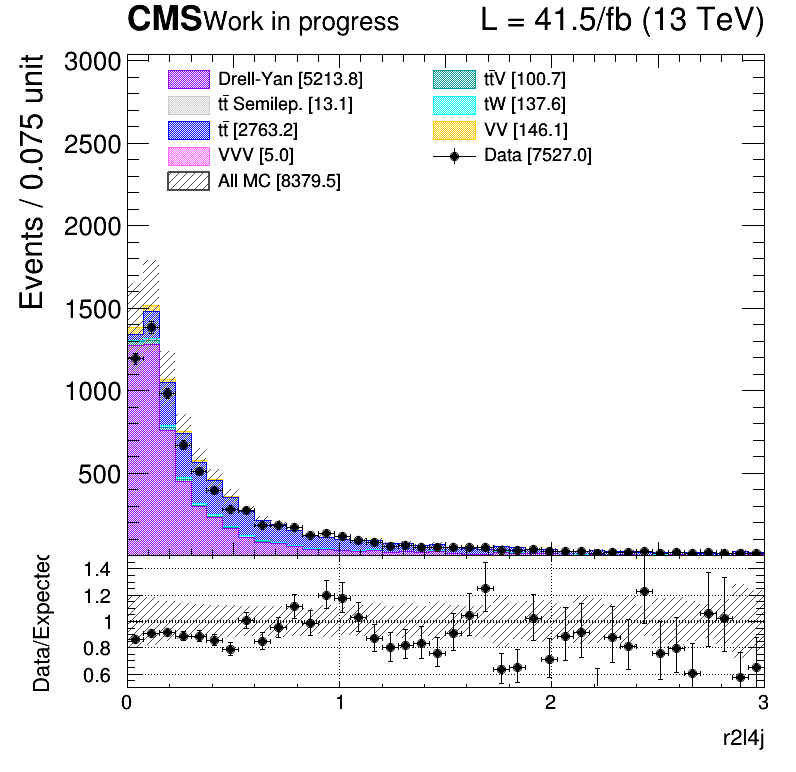 CMS Work in progress L = 41.5/fb (13 TeV)
Events / 0.075 unit
3000
2500
2000
1500
1000
500
Drell-Yan [5213.8]
tt̄ Semilep. [13.1]
tt̄ [2763.2]
VVV [5.0]
All MC [8379.5]
tt̄V [100.7]
tW [137.6]
VV [146.1]
Data [7527.0]
Data/Expected
1.4
1.2
1
0.8
0.6
0 1 2 3
r2l4j